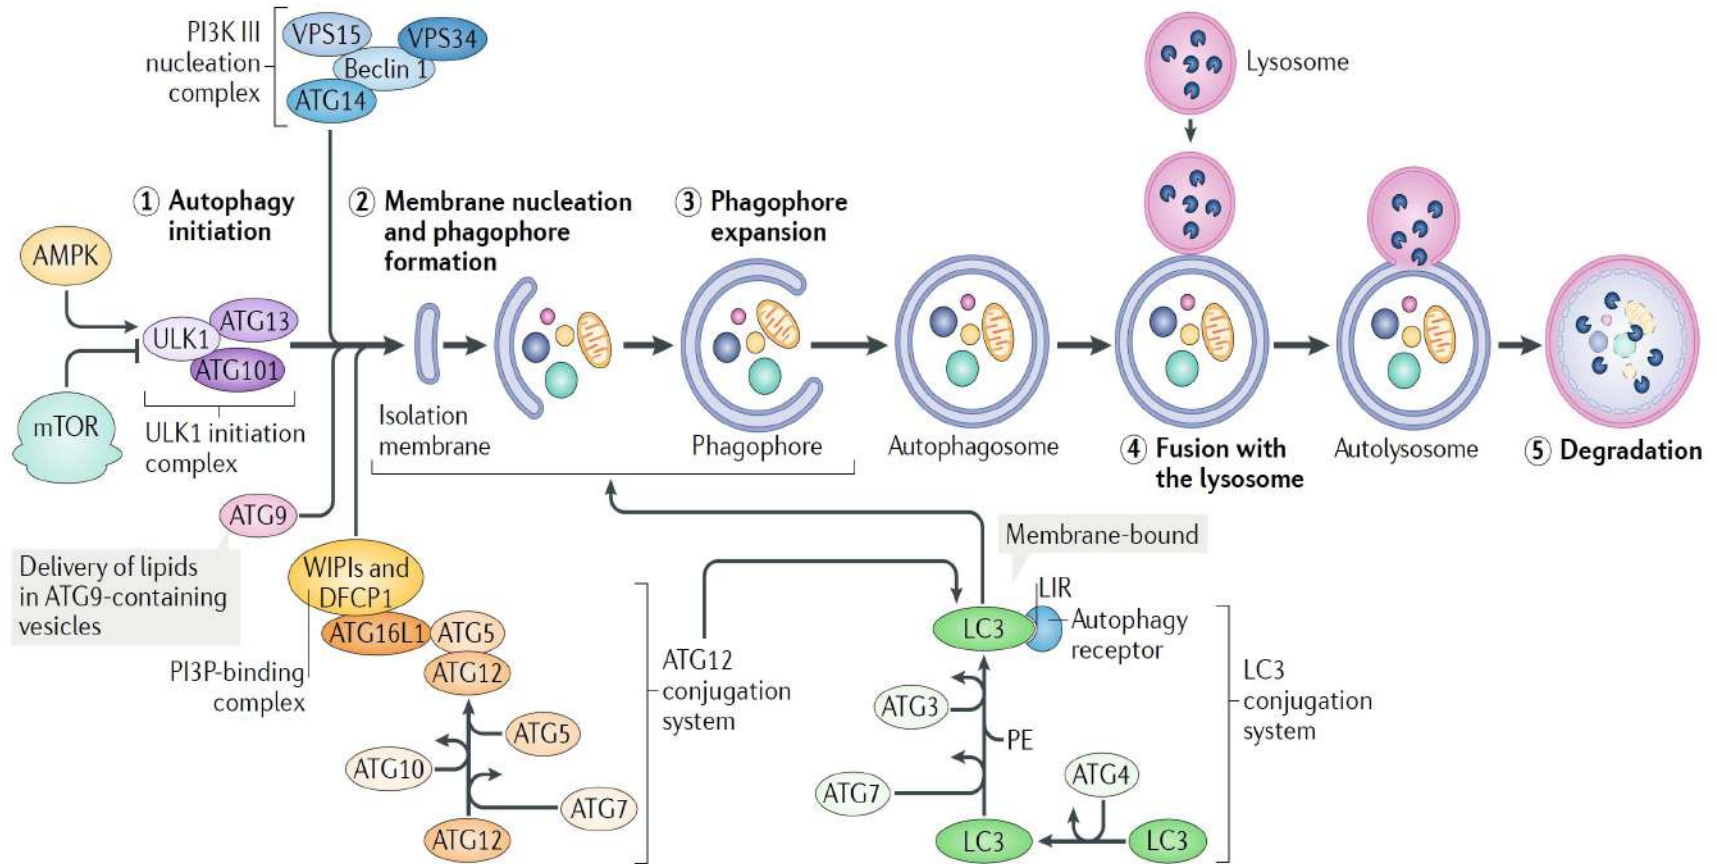 PI3K III
nucleation
complex
VPS15
VPS34
Beclin 1
ATG14
Lysosome
1 Autophagy
initiation
2 Membrane nucleation
and phagophore
formation
3 Phagophore
expansion
AMPK
ULK1
ATG13
ATG101
mTOR
ULK1 initiation
complex
Isolation
membrane
Phagophore
Autophagosome
4 Fusion with
the lysosome
Autolysosome
5 Degradation
ATG9
Delivery of lipids
in ATG9-containing
vesicles
WIPIs and
DFCP1
ATG16L1
ATG5
ATG12
PI3P-binding
complex
ATG5
ATG10
ATG7
ATG12
ATG12
conjugation
system
Membrane-bound
LIR
LC3
Autophagy
receptor
ATG3
PE
ATG7
ATG4
LC3
LC3
LC3
conjugation
system